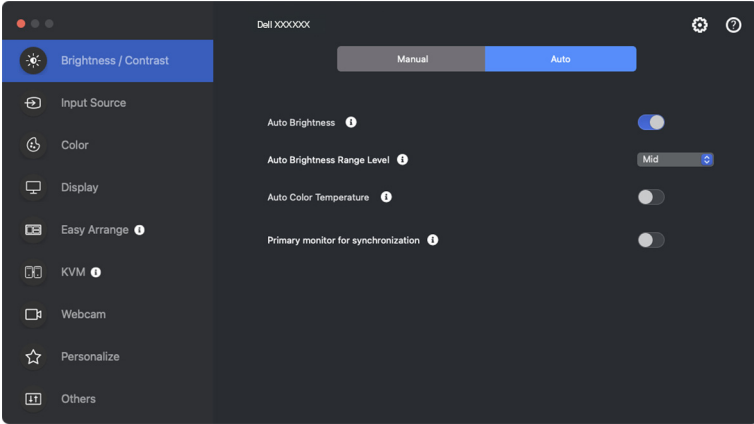 Dell XXXXXX
Manual
Auto
Brightness / Contrast
Input Source
Color
Display
Easy Arrange
KVM
Webcam
Personalize
Others
Auto Brightness
Auto Brightness Range Level
Mid
Auto Color Temperature
Primary monitor for synchronization